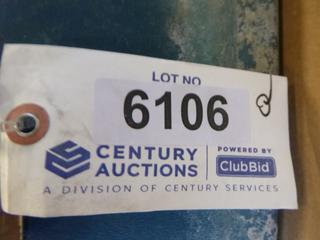 LOT NO
6106
CENTURY AUCTIONS
POWERED BY
ClubBid
A DIVISION OF CENTURY SERVICES